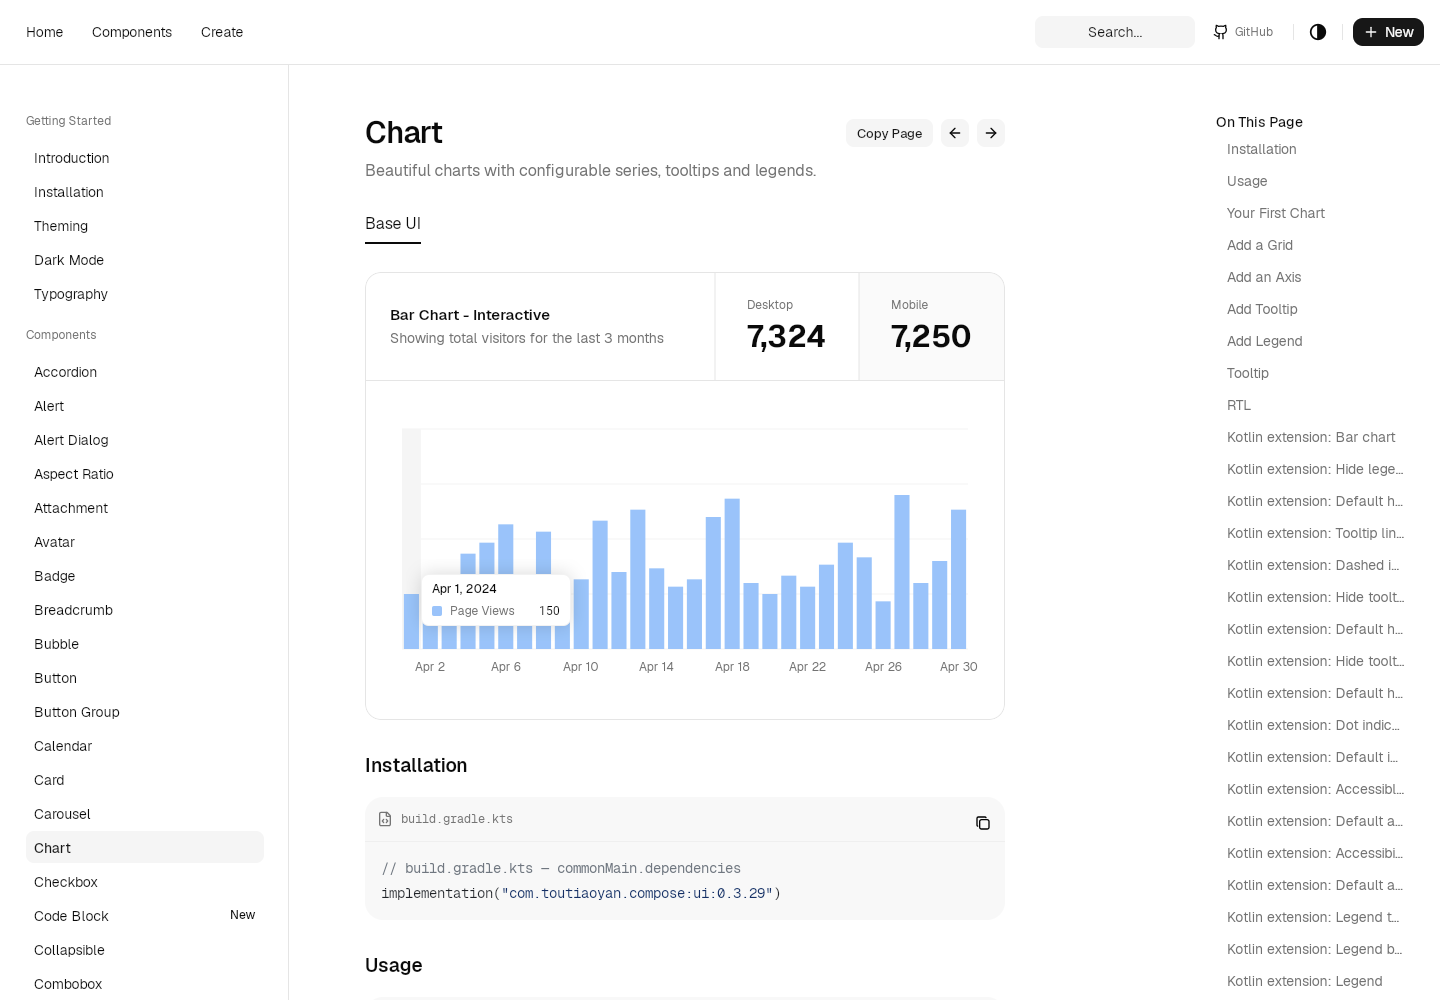 Home
Components
Create
Search...
GitHub
New
Getting Started
Introduction
Installation
Theming
Dark Mode
Typography
Components
Accordion
Alert
Alert Dialog
Aspect Ratio
Attachment
Avatar
Badge
Breadcrumb
Bubble
Button
Button Group
Calendar
Card
Carousel
Chart
Checkbox
Code Block
New
Collapsible
Combobox
Chart
Copy Page
Beautiful charts with configurable series, tooltips and legends.
Base UI
Bar Chart - Interactive
Showing total visitors for the last 3 months
Desktop
7,324
Mobile
7,250
Apr 1, 2024
Page Views 150
Apr 2
Apr 6
Apr 10
Apr 14
Apr 18
Apr 22
Apr 26
Apr 30
Installation
build.gradle.kts
// build.gradle.kts — commonMain.dependencies
implementation("com.toutiaoyan.compose:ui:0.3.29")
Usage
On This Page
Installation
Usage
Your First Chart
Add a Grid
Add an Axis
Add Tooltip
Add Legend
Tooltip
RTL
Kotlin extension: Bar chart
Kotlin extension: Hide lege...
Kotlin extension: Default h...
Kotlin extension: Tooltip lin...
Kotlin extension: Dashed i...
Kotlin extension: Hide toolt...
Kotlin extension: Default h...
Kotlin extension: Hide toolt...
Kotlin extension: Default h...
Kotlin extension: Dot indic...
Kotlin extension: Default i...
Kotlin extension: Accessibl...
Kotlin extension: Default a...
Kotlin extension: Accessibi...
Kotlin extension: Default a...
Kotlin extension: Legend t...
Kotlin extension: Legend b...
Kotlin extension: Legend